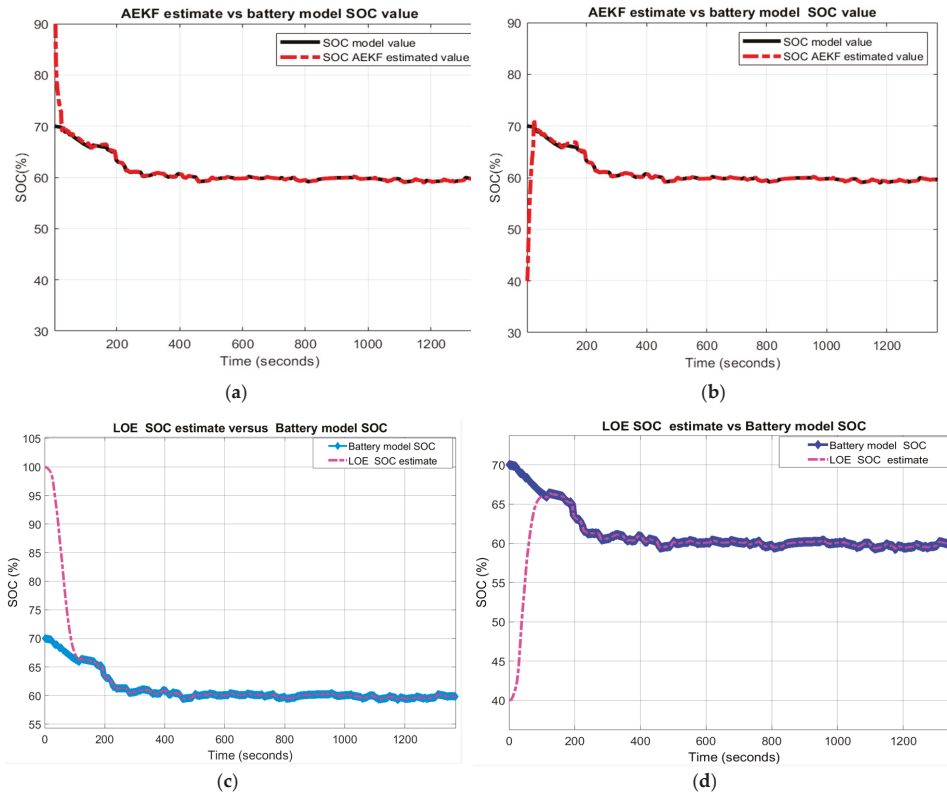 AEKF estimate vs battery model SOC value
SOC model value
SOC AEKF estimated value
90
80
70
60
50
40
30
SOC(%)
200
400
600
800
1000
1200
Time (seconds)
(a)
AEKF estimate vs battery model SOC value
SOC model value
SOC AEKF estimated value
90
80
70
60
50
40
30
SOC(%)
200
400
600
800
1000
1200
Time (seconds)
(b)
LOE SOC estimate versus Battery model SOC
Battery model SOC
LOE SOC estimate
105
100
95
90
85
80
75
70
65
60
55
SOC (%)
0
200
400
600
800
1000
1200
Time (seconds)
(c)
LOE SOC estimate vs Battery model SOC
Battery model SOC
LOE SOC estimate
70
65
60
55
50
45
40
SOC (%)
0
200
400
600
800
1000
1200
Time (seconds)
(d)